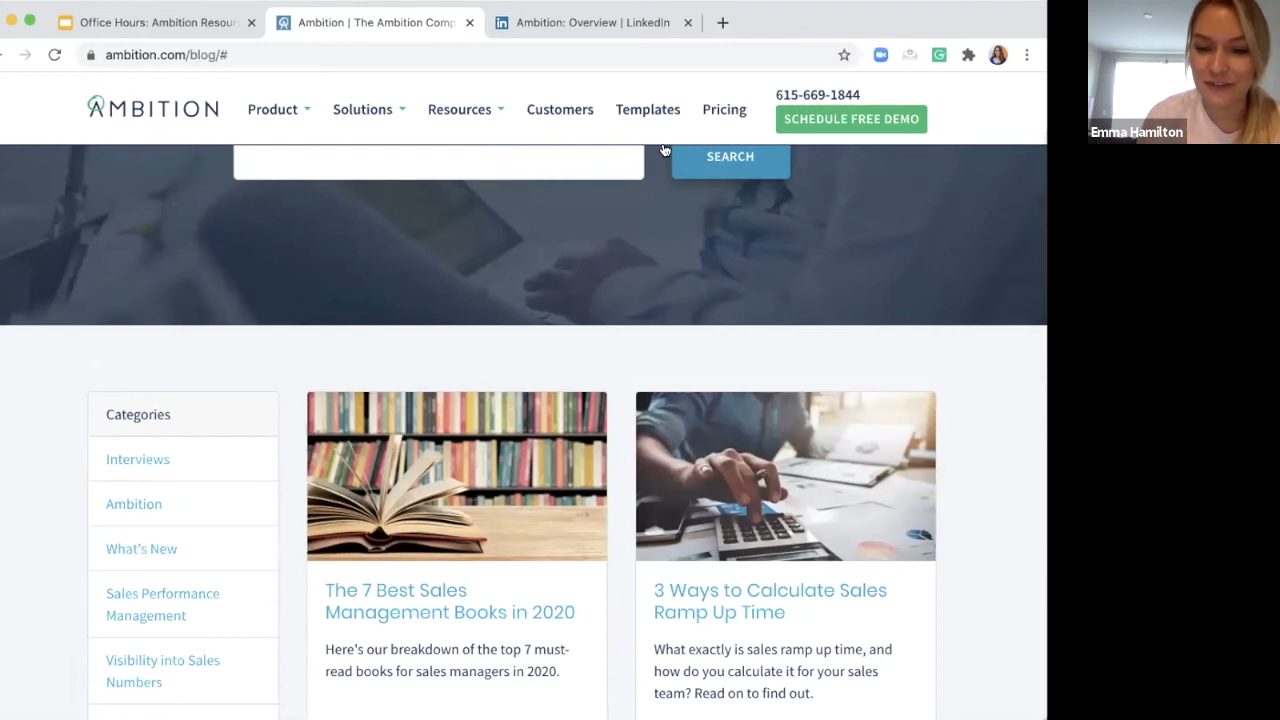 Office Hours: Ambition Resour
Ambition | The Ambition Comp
Ambition: Overview | LinkedIn
ambition.com/blog/#
AMBITION
Product
Solutions
Resources
Customers
Templates
Pricing
615-669-1844
SCHEDULE FREE DEMO
Emma Hamilton
SEARCH
Categories
Interviews
Ambition
What's New
Sales Performance
Management
Visibility into Sales
Numbers
The 7 Best Sales
Management Books in 2020
Here's our breakdown of the top 7 must-
read books for sales managers in 2020.
3 Ways to Calculate Sales
Ramp Up Time
What exactly is sales ramp up time, and
how do you calculate it for your sales
team? Read on to find out.